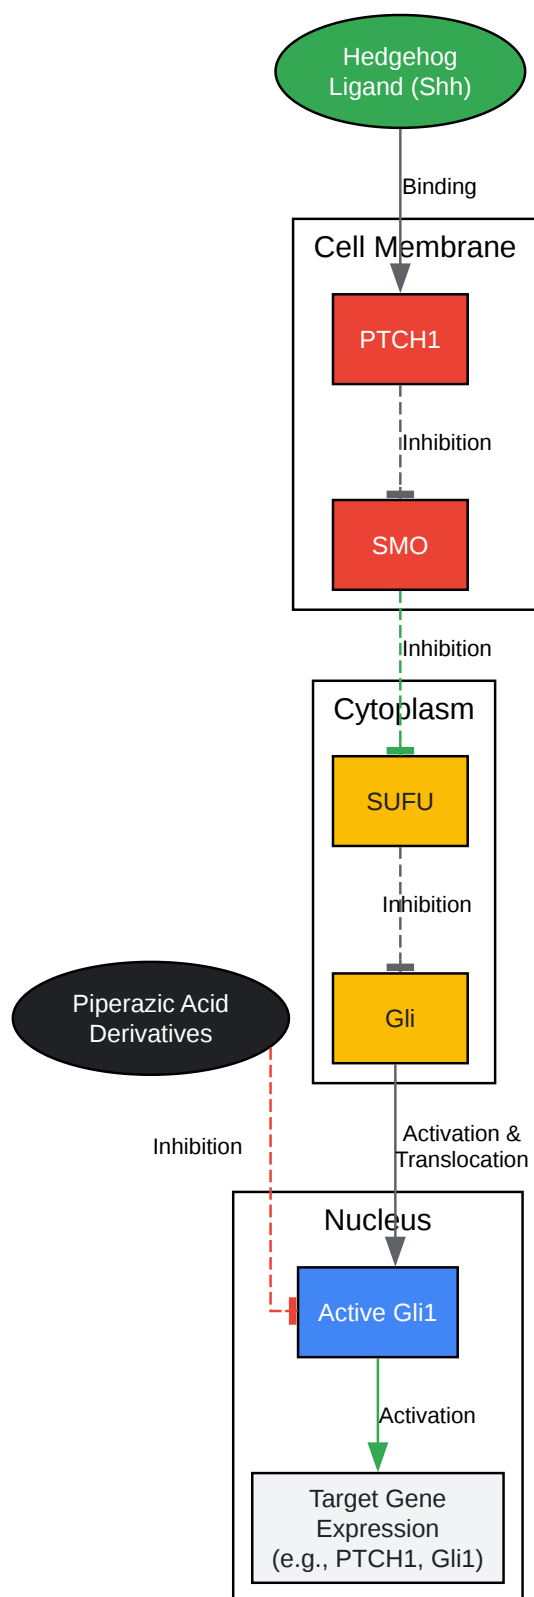 Hedgehog
Ligand (Shh)
Binding
Cell Membrane
PTCH1
Inhibition
SMO
Inhibition
Cytoplasm
SUFU
Inhibition
Piperazic Acid
Derivatives
Gli
Inhibition
Activation &
Translocation
Nucleus
Active Gli1
Activation
Target Gene
Expression
(e.g., PTCH1, Gli1)